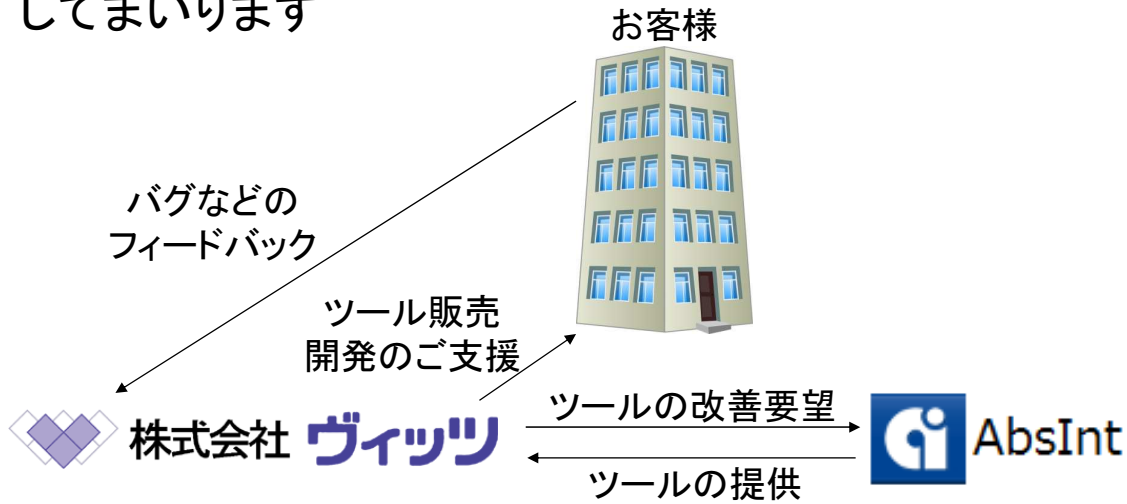 してまいります
お客様
バグなどの
フィードバック
ツール販売
開発のご支援
ツールの改善要望
株式会社 ヴィッツ
AbsInt
ツールの提供